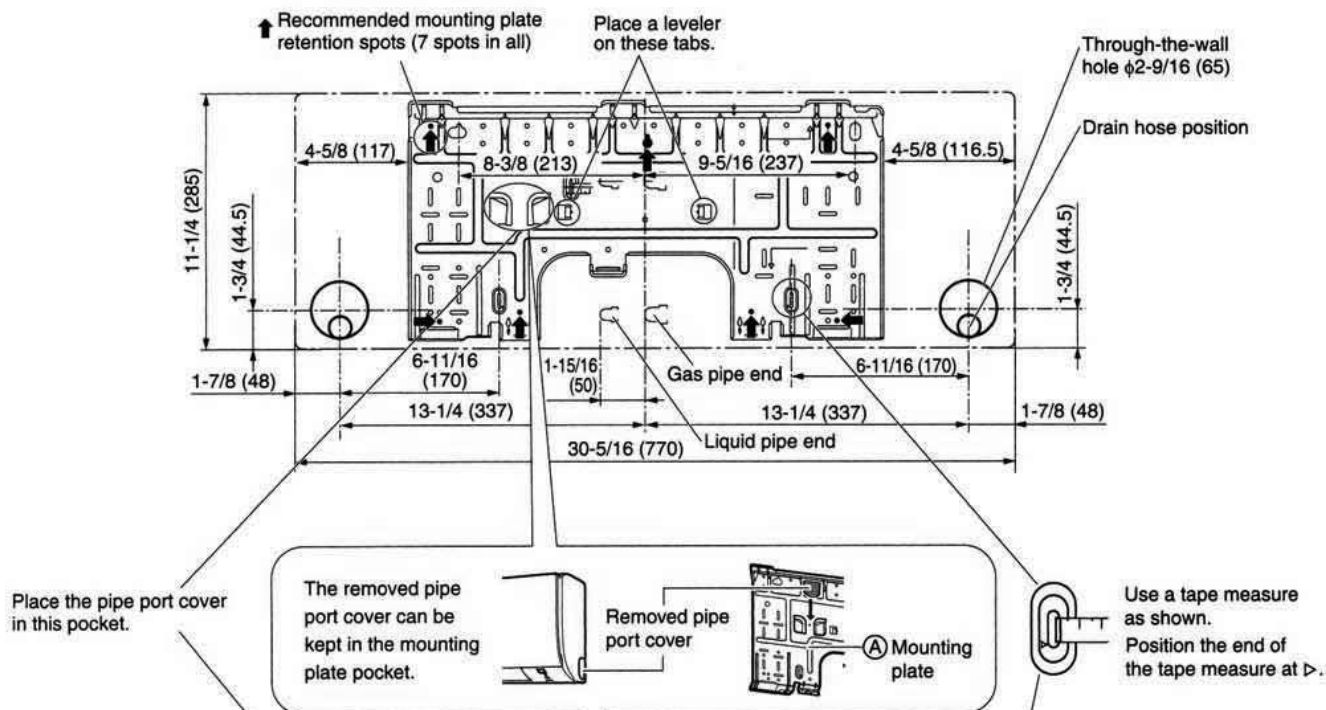 Recommended mounting plate
retention spots (7 spots in all)
Place a leveler
on these tabs.
Through-the-wall
hole ϕ2-9/16 (65)
Drain hose position
4-5/8 (117)
8-3/8 (213)
9-5/16 (237)
4-5/8 (116.5)
11-1/4 (285)
1-3/4 (44.5)
1-3/4 (44.5)
6-11/16
(170)
1-15/16
(50)
Gas pipe end
6-11/16 (170)
1-7/8 (48)
13-1/4 (337)
13-1/4 (337)
1-7/8 (48)
Liquid pipe end
30-5/16 (770)
Place the pipe port cover
in this pocket.
The removed pipe
port cover can be
kept in the mounting
plate pocket.
Removed pipe
port cover
Ⓐ Mounting
plate
Use a tape measure
as shown.
Position the end of
the tape measure at ▷.